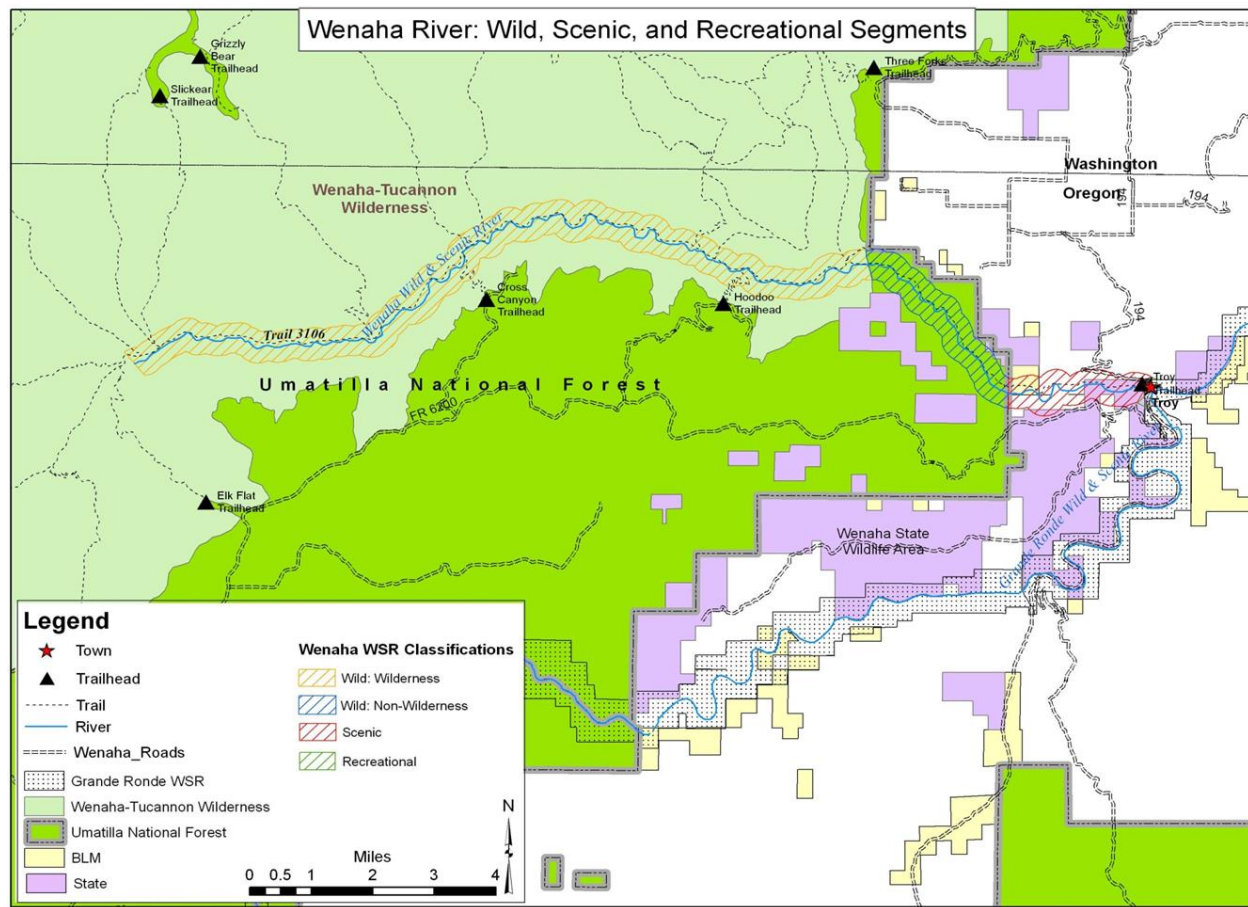 Wenaha River: Wild, Scenic, and Recreational Segments
Grizzly
Bear
Trailhead
Slickear
Trailhead
Three Forks
Trailhead
Washington
Oregon
194
194
194
Wenaha-Tucannon
Wilderness
Wenaha Wild & Scenic River
Trail 3106
Cross
Canyon
Trailhead
Hoodoo
Trailhead
Umatilla National Forest
FR 6200
Troy
Trailhead
Troy
Elk Flat
Trailhead
Wenaha State
Wildlife Area
Grande Ronde Wild & Scenic River
Legend
Town
Trailhead
Trail
River
Wenaha_Roads
Grande Ronde WSR
Wenaha-Tucannon Wilderness
Umatilla National Forest
BLM
State
Wenaha WSR Classifications
Wild: Wilderness
Wild: Non-Wilderness
Scenic
Recreational
N
Miles
0 0.5 1 2 3 4